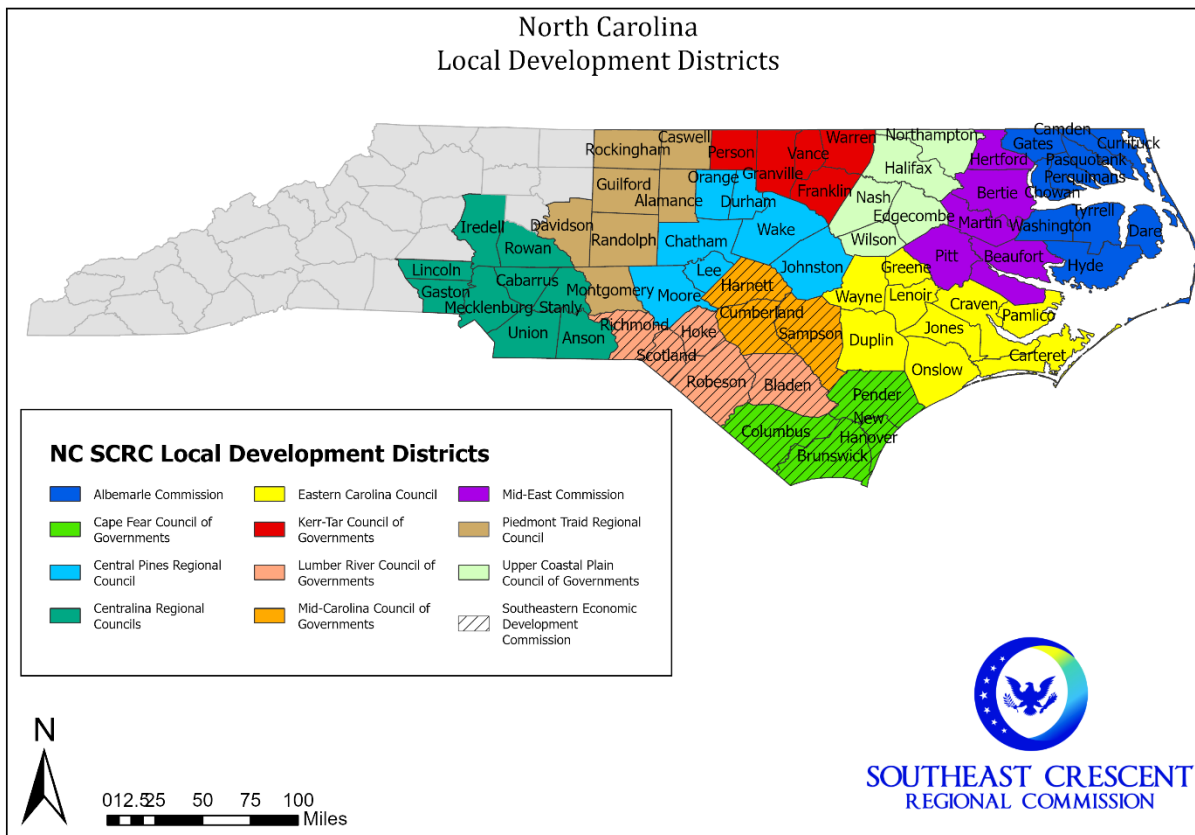 North Carolina
Local Development Districts
Northampton
Camden
Currituck
Gates
Warren
Caswell
Rockingham
Person
Vance
Hertford
Pasquotank
Halifax
Perquimans
Granville
Orange
Guilford
Franklin
Bertie
Chowan
Durham
Alamance
Nash
Davidson
Edgecombe
Tyrrell
Iredell
Martin
Washington
Wake
Dare
Randolph
Rowan
Chatham
Wilson
Pitt
Beaufort
Hyde
Johnston
Lee
Greene
Lincoln
Cabarrus
Harnett
Gaston
Montgomery
Moore
Wayne
Lenoir
Craven
Mecklenburg
Stanly
Pamlico
Cumberland
Richmond
Hoke
Sampson
Jones
Union
Anson
Duplin
Scotland
Carteret
Onslow
Robeson
Bladen
Pender
New
Hanover
Columbus
Brunswick
NC SCRC Local Development Districts
Albemarle Commission
Cape Fear Council of
Governments
Central Pines Regional
Council
Centralina Regional
Councils
Eastern Carolina Council
Kerr-Tar Council of
Governments
Lumber River Council of
Governments
Mid-Carolina Council of
Governments
Mid-East Commission
Piedmont Traid Regional
Council
Upper Coastal Plain
Council of Governments
Southeastern Economic
Development
Commission
N
0 12.5 25 50 75 100
Miles
SOUTHEAST CRESCENT
REGIONAL COMMISSION